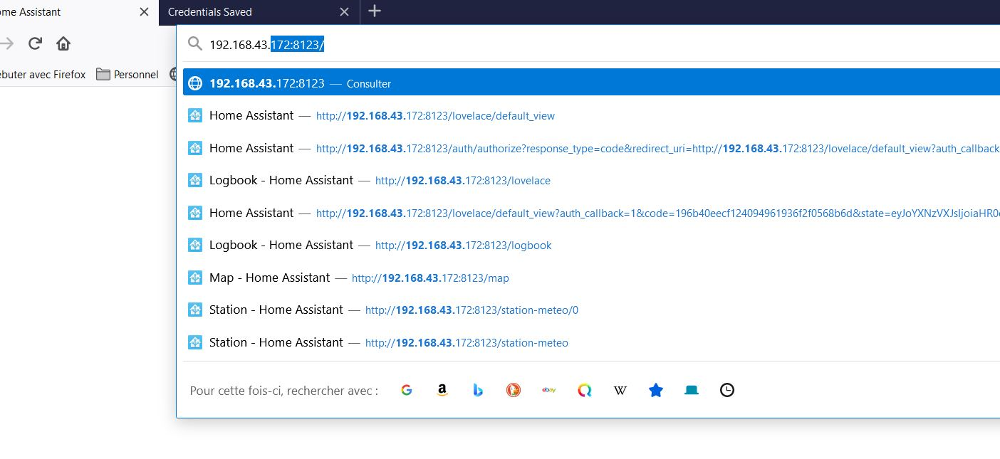 ome Assistant
Credentials Saved
192.168.43.172:8123/
ébuter avec Firefox
Personnel
192.168.43.172:8123 — Consulter
Home Assistant — http://192.168.43.172:8123/lovelace/default_view
Home Assistant — http://192.168.43.172:8123/auth/authorize?response_type=code&redirect_uri=http://192.168.43.172:8123/lovelace/default_view?auth_callback
Logbook - Home Assistant — http://192.168.43.172:8123/lovelace
Home Assistant — http://192.168.43.172:8123/lovelace/default_view?auth_callback=1&code=196b40eecf124094961936f2f0568b6d&state=eyJoYXNzVXJsIjoiaHR0c
Logbook - Home Assistant — http://192.168.43.172:8123/logbook
Map - Home Assistant — http://192.168.43.172:8123/map
Station - Home Assistant — http://192.168.43.172:8123/station-meteo/0
Station - Home Assistant — http://192.168.43.172:8123/station-meteo
Pour cette fois-ci, rechercher avec :
ebay
W